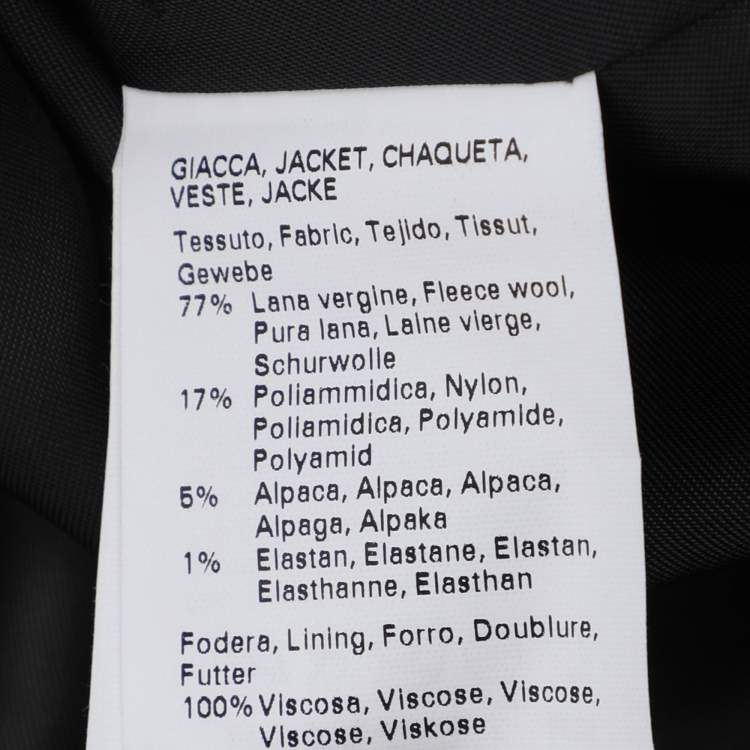 GIACCA, JACKET, CHAQUETA,
VESTE, JACKE
Tessuto, Fabric, Tejido, Tissut,
Gewebe
77% Lana vergine, Fleece wool,
Pura lana, Laine vierge,
Schurwolle
17% Poliammidica, Nylon,
Poliamidica, Polyamide,
Polyamid
5% Alpaca, Alpaca, Alpaca,
Alpaga, Alpaka
1% Elastan, Elastane, Elastan,
Elasthanne, Elasthan
Fodera, Lining, Forro, Doublure,
Futter
100% Viscosa, Viscose, Viscose,
Viscose, Viskose